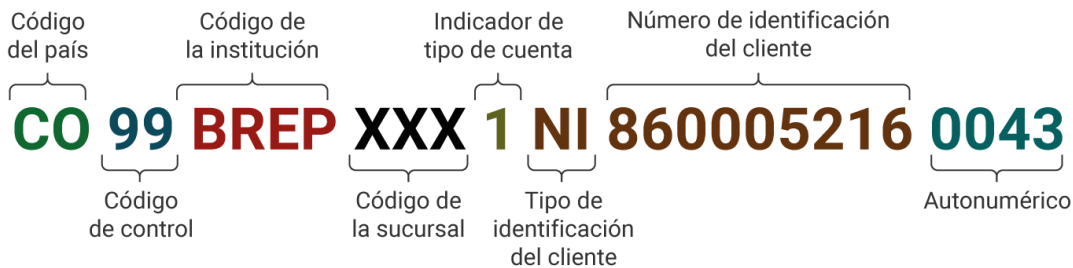 Código
del país
Código de
la institución
Indicador de
tipo de cuenta
Número de identificación
del cliente
CO 99 BREP XXX 1 NI 860005216 0043
Código
de control
Código de
la sucursal
Tipo de
identificación
del cliente
Autonumérico